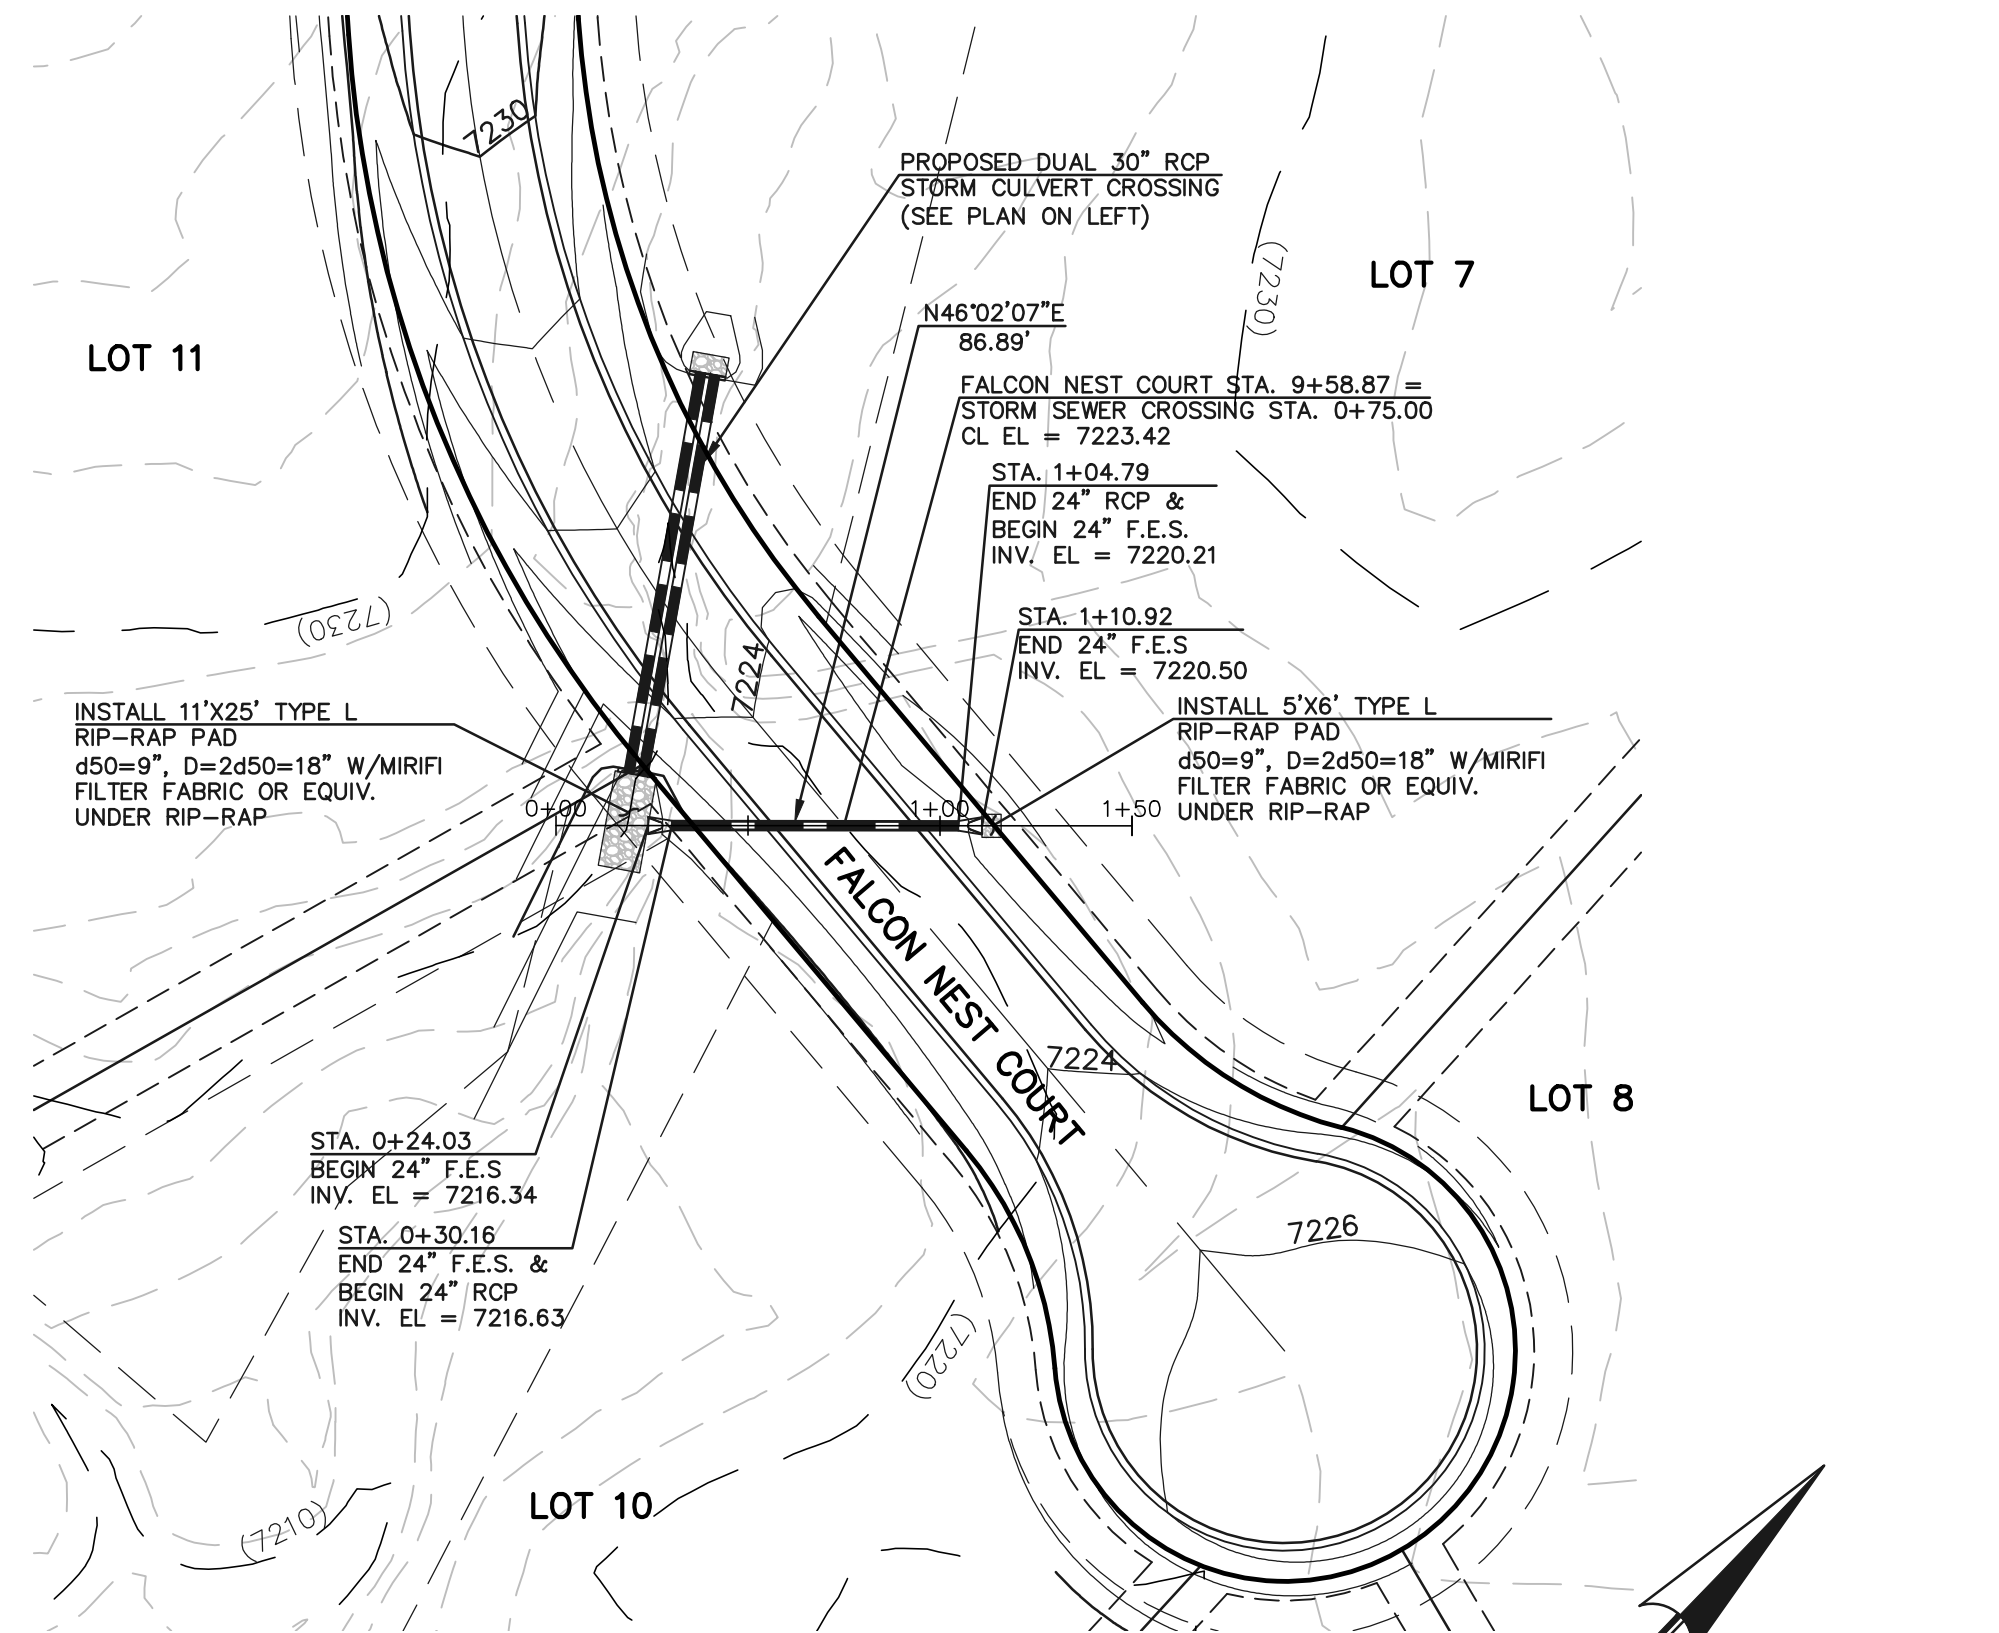 7230
PROPOSED DUAL 30" RCP
STORM CULVERT CROSSING
(SEE PLAN ON LEFT)
LOT 7
(7230)
N46°02'07"E
86.89'
LOT 11
FALCON NEST COURT STA. 9+58.87 =
STORM SEWER CROSSING STA. 0+75.00
CL EL = 7223.42
STA. 1+04.79
END 24" RCP &
BEGIN 24" F.E.S.
INV. EL = 7220.21
(7230)
STA. 1+10.92
END 24" F.E.S
INV. EL = 7220.50
7224
INSTALL 11'X25' TYPE L
RIP-RAP PAD
d50=9", D=2d50=18" W/MIRIFI
FILTER FABRIC OR EQUIV.
UNDER RIP-RAP
INSTALL 5'X6' TYPE L
RIP-RAP PAD
d50=9", D=2d50=18" W/MIRIFI
FILTER FABRIC OR EQUIV.
UNDER RIP-RAP
0+00
1+00
1+50
FALCON NEST COURT
7224
LOT 8
STA. 0+24.03
BEGIN 24" F.E.S
INV. EL = 7216.34
STA. 0+30.16
END 24" F.E.S. &
BEGIN 24" RCP
INV. EL = 7216.63
7226
(7220)
LOT 10
(7210)